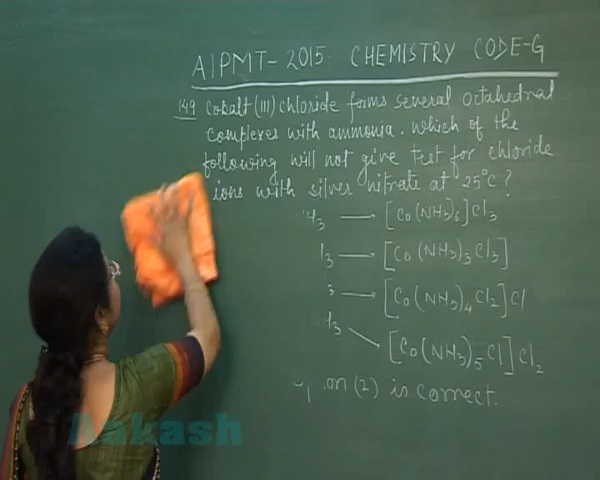 AIPMT-2015. CHEMISTRY CODE-G
149 Cobalt (III) chloride forms several octahedral
complexes with ammonia. which of the
following will not give test for chloride
ions with silver nitrate at 25°C?
[Co(NH3)6]Cl3
[Co(NH3)3Cl3]
[Co(NH3)4Cl2]Cl
[Co(NH3)5Cl]Cl2
on (2) is correct.
Aakash